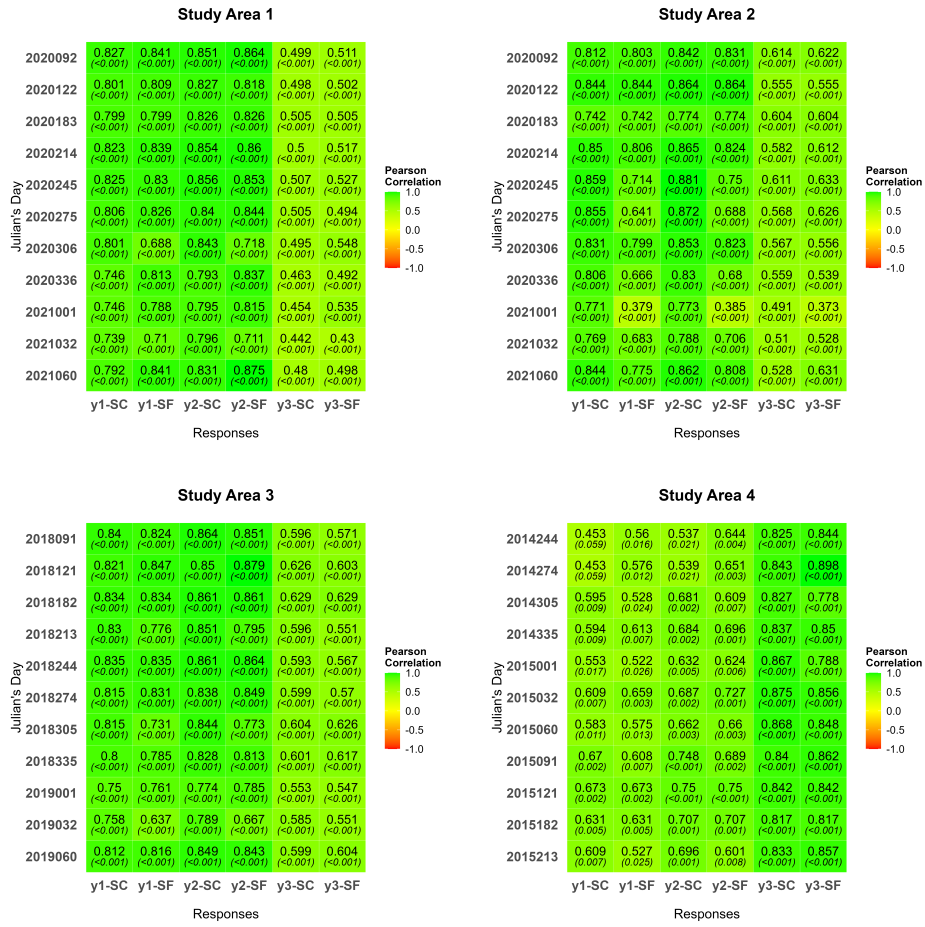 Study Area 1
2020092 0.827 0.841 0.851 0.864 0.499 0.511
(<0.001) (<0.001) (<0.001) (<0.001) (<0.001) (<0.001)
2020122 0.801 0.809 0.827 0.818 0.498 0.502
(<0.001) (<0.001) (<0.001) (<0.001) (<0.001) (<0.001)
2020183 0.799 0.799 0.826 0.826 0.505 0.505
(<0.001) (<0.001) (<0.001) (<0.001) (<0.001) (<0.001)
2020214 0.823 0.839 0.854 0.86 0.5 0.517
(<0.001) (<0.001) (<0.001) (<0.001) (<0.001) (<0.001)
2020245 0.825 0.83 0.856 0.853 0.507 0.527
(<0.001) (<0.001) (<0.001) (<0.001) (<0.001) (<0.001)
2020275 0.806 0.826 0.84 0.844 0.505 0.494
(<0.001) (<0.001) (<0.001) (<0.001) (<0.001) (<0.001)
2020306 0.801 0.688 0.843 0.718 0.495 0.548
(<0.001) (<0.001) (<0.001) (<0.001) (<0.001) (<0.001)
2020336 0.746 0.813 0.793 0.837 0.463 0.492
(<0.001) (<0.001) (<0.001) (<0.001) (<0.001) (<0.001)
2021001 0.746 0.788 0.795 0.815 0.454 0.535
(<0.001) (<0.001) (<0.001) (<0.001) (<0.001) (<0.001)
2021032 0.739 0.71 0.796 0.711 0.442 0.43
(<0.001) (<0.001) (<0.001) (<0.001) (<0.001) (<0.001)
2021060 0.792 0.841 0.831 0.875 0.48 0.498
(<0.001) (<0.001) (<0.001) (<0.001) (<0.001) (<0.001)
y1-SC y1-SF y2-SC y2-SF y3-SC y3-SF
Responses
Julian's Day
Pearson
Correlation
1.0
0.5
0.0
-0.5
-1.0
Study Area 2
2020092 0.812 0.803 0.842 0.831 0.614 0.622
(<0.001) (<0.001) (<0.001) (<0.001) (<0.001) (<0.001)
2020122 0.844 0.844 0.864 0.864 0.555 0.555
(<0.001) (<0.001) (<0.001) (<0.001) (<0.001) (<0.001)
2020183 0.742 0.742 0.774 0.774 0.604 0.604
(<0.001) (<0.001) (<0.001) (<0.001) (<0.001) (<0.001)
2020214 0.85 0.806 0.865 0.824 0.582 0.612
(<0.001) (<0.001) (<0.001) (<0.001) (<0.001) (<0.001)
2020245 0.859 0.714 0.881 0.75 0.611 0.633
(<0.001) (<0.001) (<0.001) (<0.001) (<0.001) (<0.001)
2020275 0.855 0.641 0.872 0.688 0.568 0.626
(<0.001) (<0.001) (<0.001) (<0.001) (<0.001) (<0.001)
2020306 0.831 0.799 0.853 0.823 0.567 0.556
(<0.001) (<0.001) (<0.001) (<0.001) (<0.001) (<0.001)
2020336 0.806 0.666 0.83 0.68 0.559 0.539
(<0.001) (<0.001) (<0.001) (<0.001) (<0.001) (<0.001)
2021001 0.771 0.379 0.773 0.385 0.491 0.373
(<0.001) (<0.001) (<0.001) (<0.001) (<0.001) (<0.001)
2021032 0.769 0.683 0.788 0.706 0.51 0.528
(<0.001) (<0.001) (<0.001) (<0.001) (<0.001) (<0.001)
2021060 0.844 0.775 0.862 0.808 0.528 0.631
(<0.001) (<0.001) (<0.001) (<0.001) (<0.001) (<0.001)
y1-SC y1-SF y2-SC y2-SF y3-SC y3-SF
Responses
Julian's Day
Pearson
Correlation
1.0
0.5
0.0
-0.5
-1.0
Study Area 3
2018091 0.84 0.824 0.864 0.851 0.596 0.571
(<0.001) (<0.001) (<0.001) (<0.001) (<0.001) (<0.001)
2018121 0.821 0.847 0.85 0.879 0.626 0.603
(<0.001) (<0.001) (<0.001) (<0.001) (<0.001) (<0.001)
2018182 0.834 0.834 0.861 0.861 0.629 0.629
(<0.001) (<0.001) (<0.001) (<0.001) (<0.001) (<0.001)
2018213 0.83 0.776 0.851 0.795 0.596 0.551
(<0.001) (<0.001) (<0.001) (<0.001) (<0.001) (<0.001)
2018244 0.835 0.835 0.861 0.864 0.593 0.567
(<0.001) (<0.001) (<0.001) (<0.001) (<0.001) (<0.001)
2018274 0.815 0.831 0.838 0.849 0.599 0.57
(<0.001) (<0.001) (<0.001) (<0.001) (<0.001) (<0.001)
2018305 0.815 0.731 0.844 0.773 0.604 0.626
(<0.001) (<0.001) (<0.001) (<0.001) (<0.001) (<0.001)
2018335 0.8 0.785 0.828 0.813 0.601 0.617
(<0.001) (<0.001) (<0.001) (<0.001) (<0.001) (<0.001)
2019001 0.75 0.761 0.774 0.785 0.553 0.547
(<0.001) (<0.001) (<0.001) (<0.001) (<0.001) (<0.001)
2019032 0.758 0.637 0.789 0.667 0.585 0.551
(<0.001) (<0.001) (<0.001) (<0.001) (<0.001) (<0.001)
2019060 0.812 0.816 0.849 0.843 0.599 0.604
(<0.001) (<0.001) (<0.001) (<0.001) (<0.001) (<0.001)
y1-SC y1-SF y2-SC y2-SF y3-SC y3-SF
Responses
Julian's Day
Pearson
Correlation
1.0
0.5
0.0
-0.5
-1.0
Study Area 4
2014244 0.453 0.56 0.537 0.644 0.825 0.844
(0.059) (0.016) (0.021) (0.004) (<0.001) (<0.001)
2014274 0.453 0.576 0.539 0.651 0.843 0.898
(0.059) (0.012) (0.021) (0.003) (<0.001) (<0.001)
2014305 0.595 0.528 0.681 0.609 0.827 0.778
(0.009) (0.024) (0.002) (0.007) (<0.001) (<0.001)
2014335 0.594 0.613 0.684 0.696 0.837 0.85
(0.009) (0.007) (0.002) (0.001) (<0.001) (<0.001)
2015001 0.553 0.522 0.632 0.624 0.867 0.788
(0.017) (0.026) (0.005) (0.006) (<0.001) (<0.001)
2015032 0.609 0.659 0.687 0.727 0.875 0.856
(0.007) (0.003) (0.002) (0.001) (<0.001) (<0.001)
2015060 0.583 0.575 0.662 0.66 0.868 0.848
(0.011) (0.013) (0.003) (0.003) (<0.001) (<0.001)
2015091 0.67 0.608 0.748 0.689 0.84 0.862
(0.002) (0.007) (<0.001) (0.002) (<0.001) (<0.001)
2015121 0.673 0.673 0.75 0.75 0.842 0.842
(0.002) (0.002) (<0.001) (<0.001) (<0.001) (<0.001)
2015182 0.631 0.631 0.707 0.707 0.817 0.817
(0.005) (0.005) (0.001) (0.001) (<0.001) (<0.001)
2015213 0.609 0.527 0.696 0.601 0.833 0.857
(0.007) (0.025) (0.001) (0.008) (<0.001) (<0.001)
y1-SC y1-SF y2-SC y2-SF y3-SC y3-SF
Responses
Julian's Day
Pearson
Correlation
1.0
0.5
0.0
-0.5
-1.0